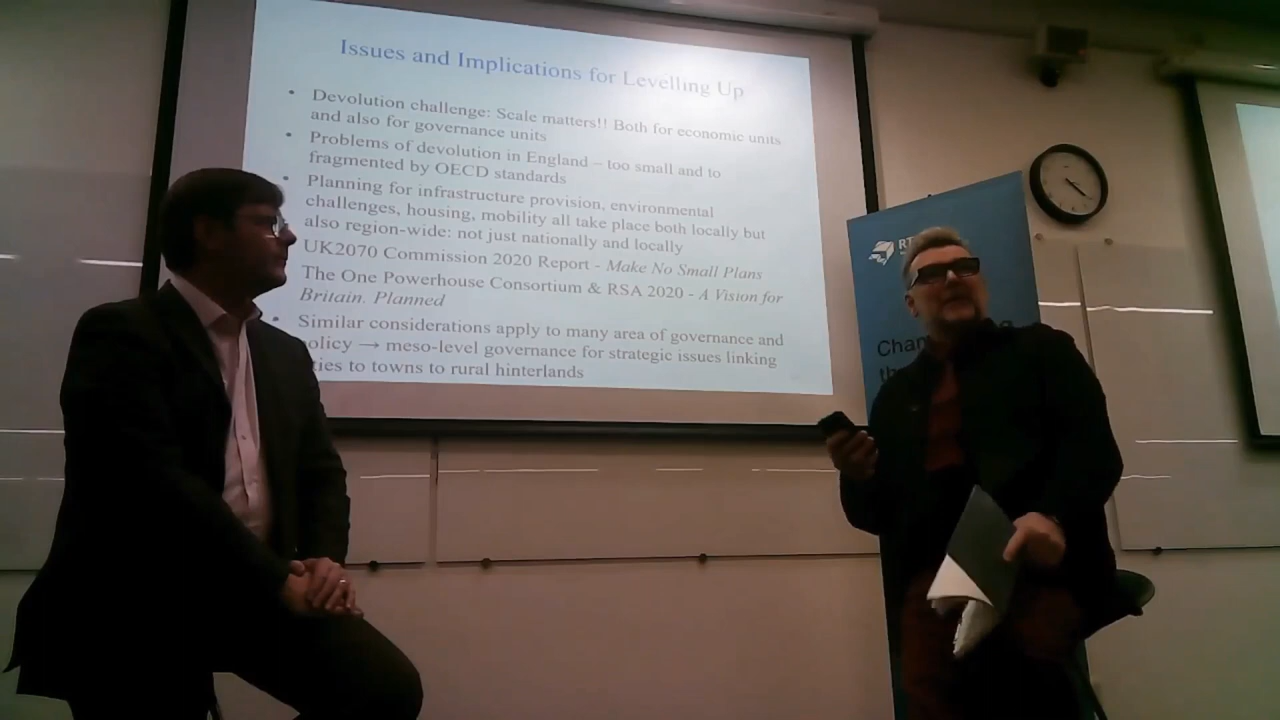 Issues and Implications for Levelling Up
• Devolution challenge: Scale matters!! Both for economic units
and also for governance units
• Problems of devolution in England – too small and to
fragmented by OECD standards
• Planning for infrastructure provision, environmental
challenges, housing, mobility all take place both locally but
also region-wide: not just nationally and locally
UK2070 Commission 2020 Report - Make No Small Plans
The One Powerhouse Consortium & RSA 2020 - A Vision for
Britain. Planned
• Similar considerations apply to many area of governance and
olicy → meso-level governance for strategic issues linking
ties to towns to rural hinterlands